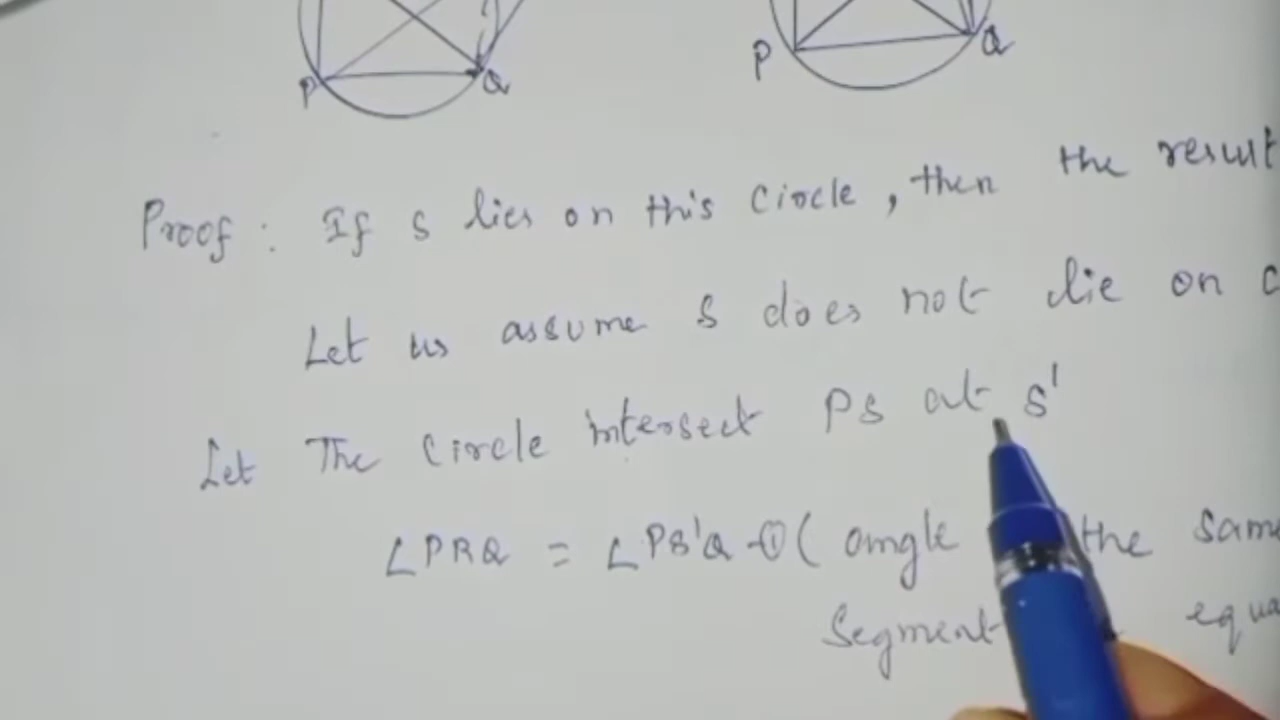 P Q P Q
Proof : If S lies on this Circle , then the result
Let us assume S does not lie on C
Let The Circle intersect PS at S'
∠PRQ = ∠PS'Q -① ( angle the Same
Segment equa